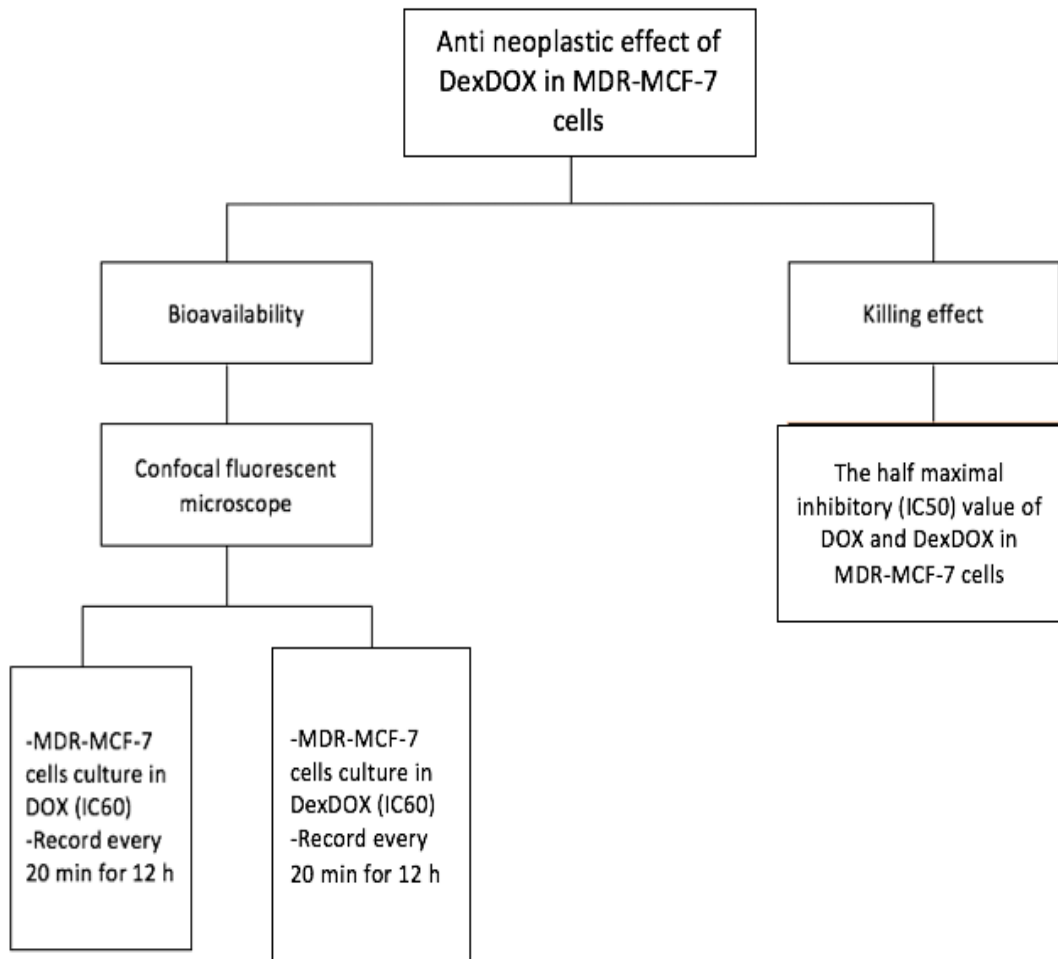 Anti neoplastic effect of
DexDOX in MDR-MCF-7
cells
Bioavailability
Killing effect
Confocal fluorescent
microscope
The half maximal
inhibitory (IC50) value of
DOX and DexDOX in
MDR-MCF-7 cells
-MDR-MCF-7
cells culture in
DOX (IC60)
-Record every
20 min for 12 h
-MDR-MCF-7
cells culture in
DexDOX (IC60)
-Record every
20 min for 12 h